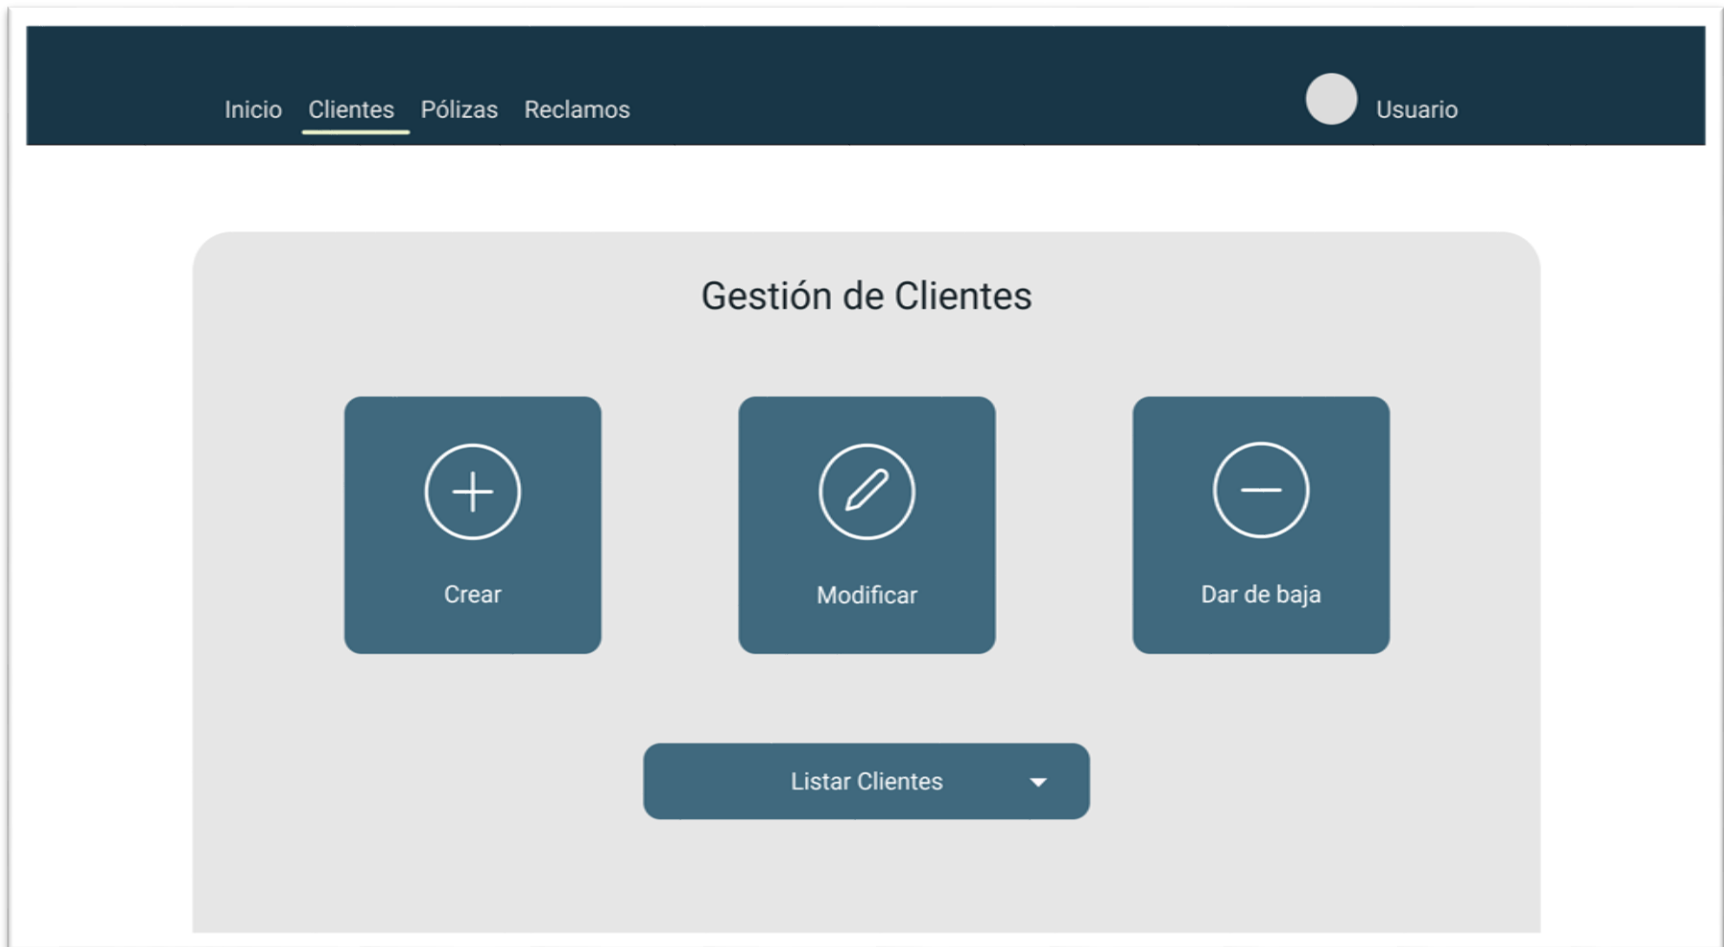 Inicio Clientes Pólizas Reclamos Usuario
Gestión de Clientes
Crear Modificar Dar de baja
Listar Clientes